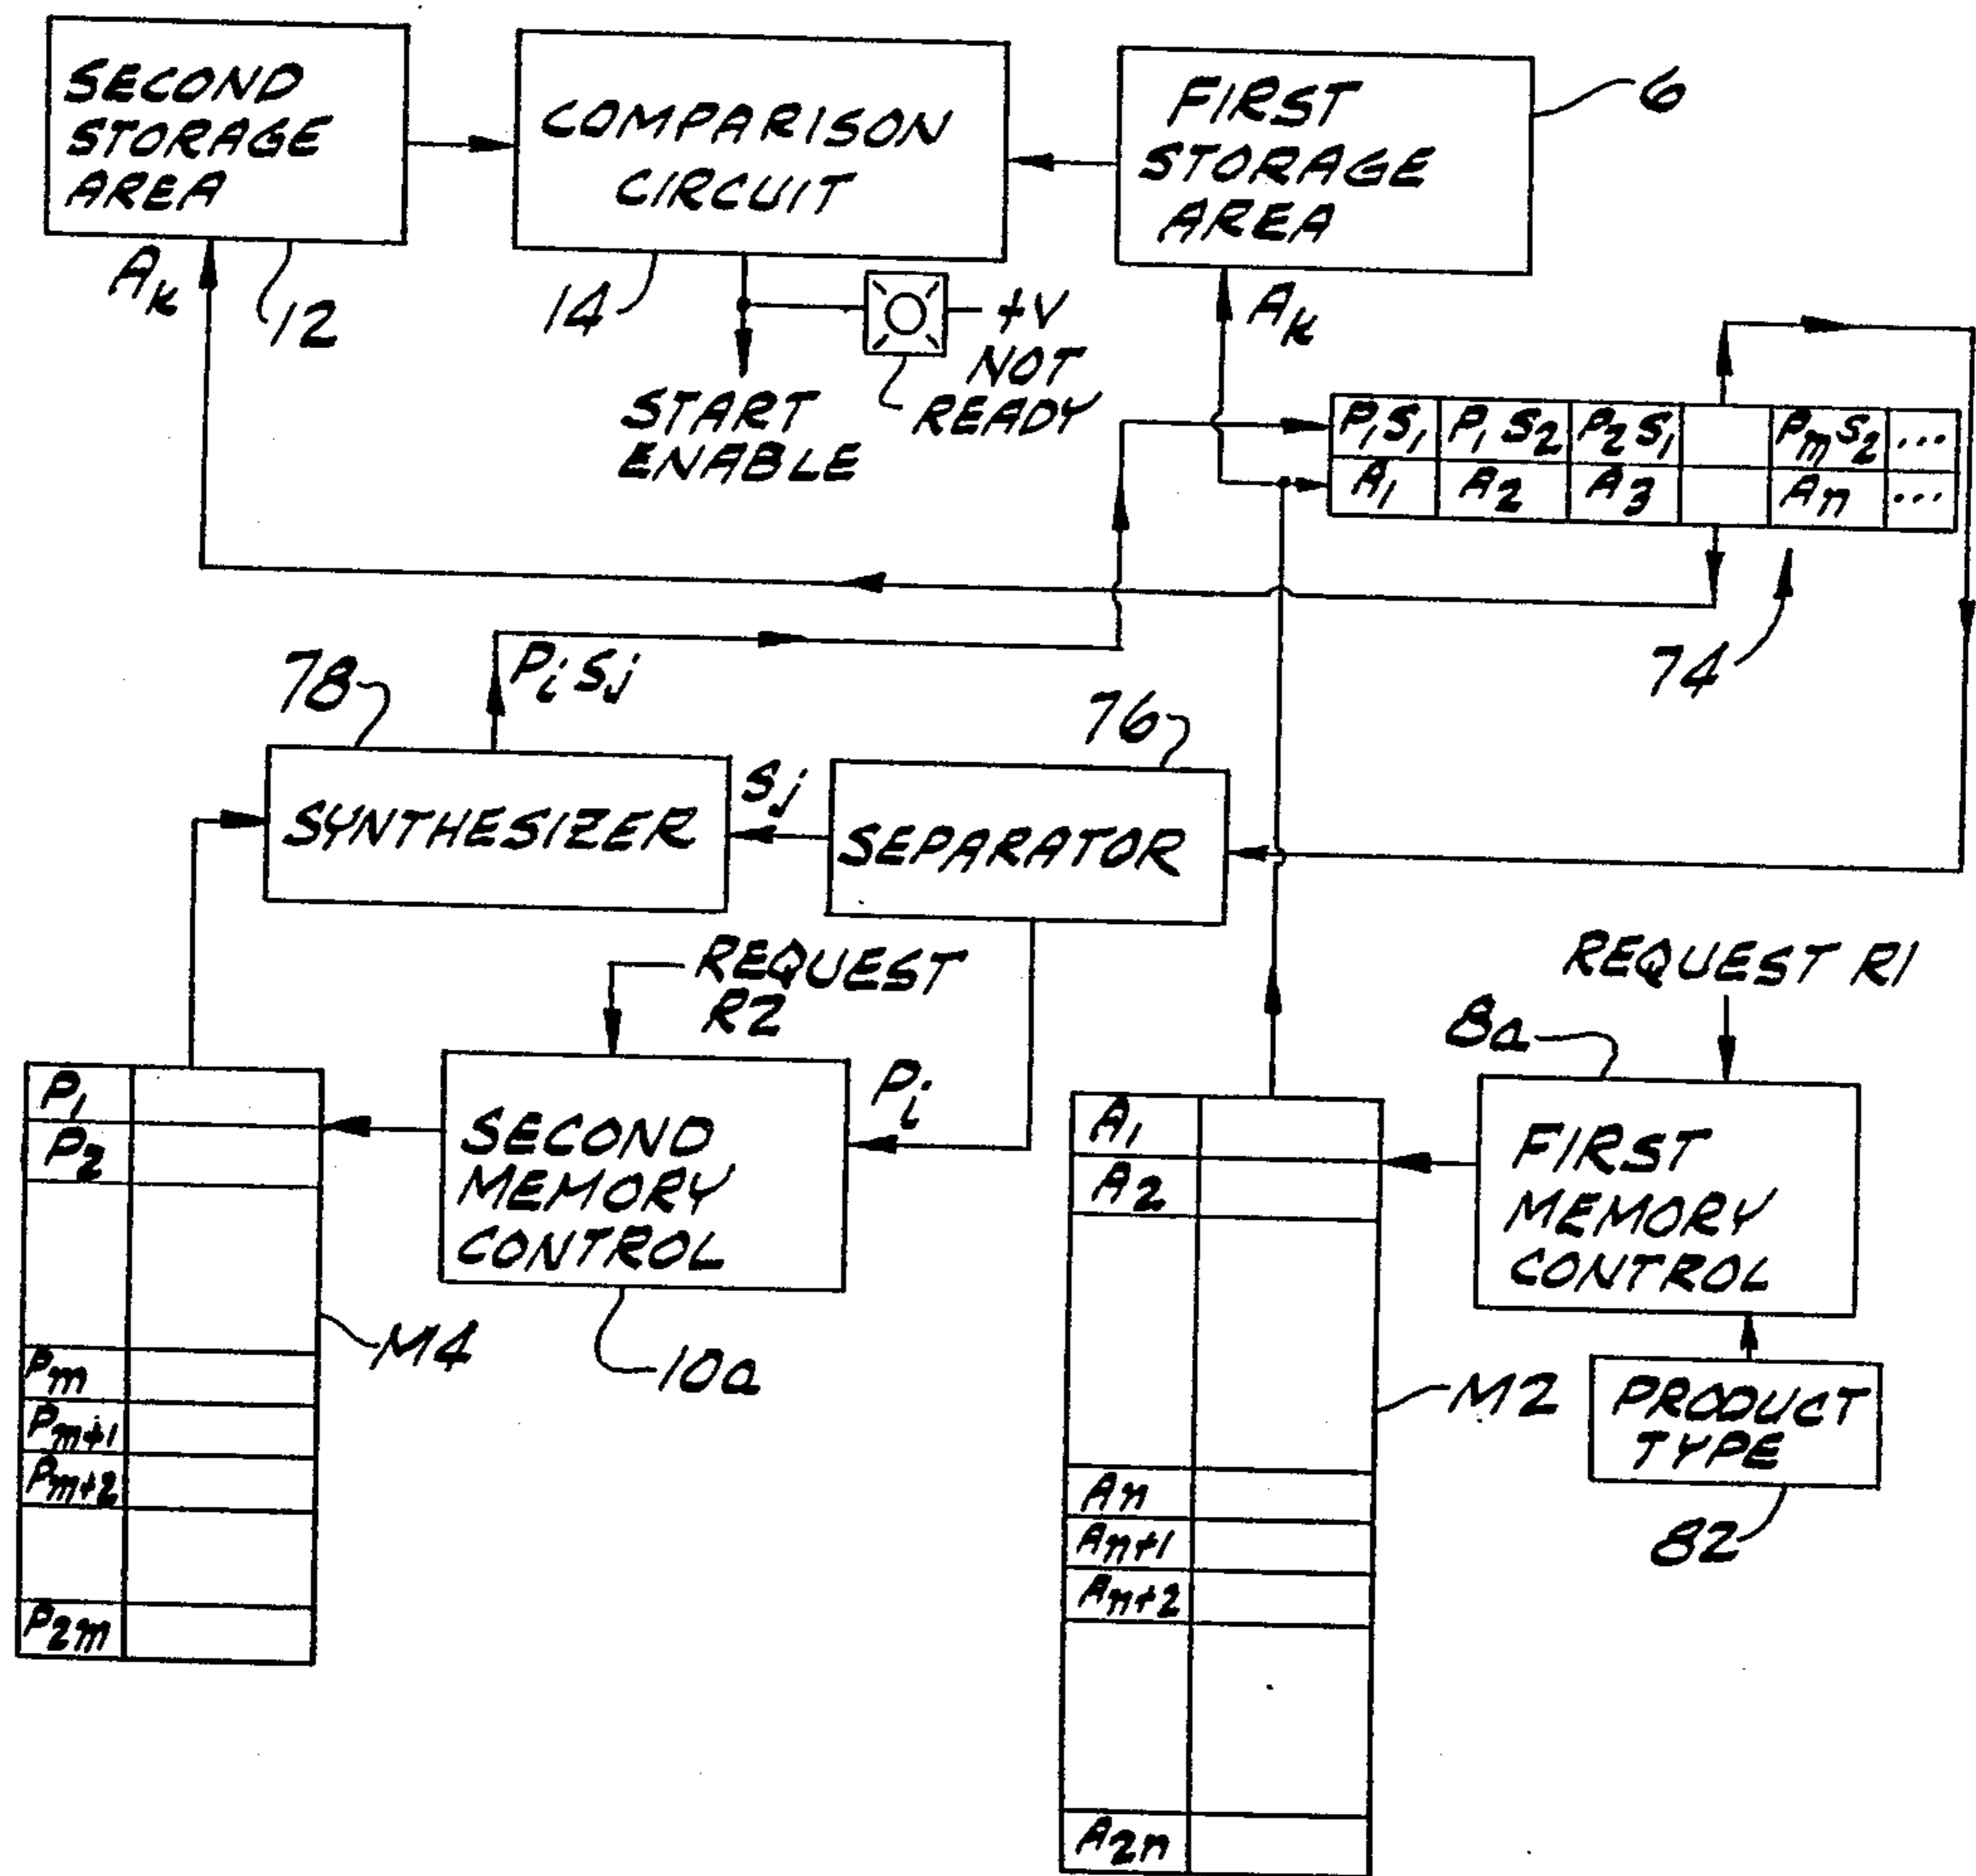 SECOND
STORAGE
AREA
COMPARISON
CIRCUIT
FIRST
STORAGE
AREA
6
Ak
12
14
+V
NOT
READY
Ak
START
ENABLE
P1S1 P1S2 P2S1 PmS2 ...
A1 A2 A3 An ...
74
78
PiSj
76
SYNTHESIZER
Sj
SEPARATOR
REQUEST
R2
REQUEST R1
8a
P1
P2
SECOND
MEMORY
CONTROL
Pi
A1
A2
FIRST
MEMORY
CONTROL
M4
10a
Pm
Pm+1
Pm+2
P2m
M2
PRODUCT
TYPE
82
An
An+1
An+2
A2n